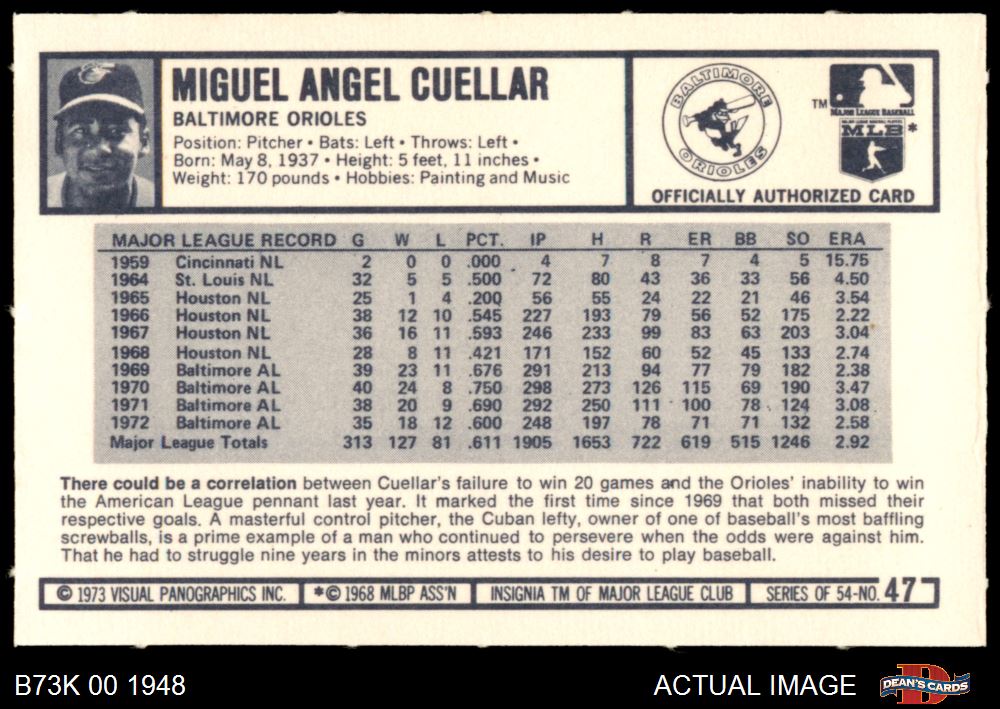 MIGUEL ANGEL CUELLAR
BALTIMORE ORIOLES
Position: Pitcher • Bats: Left • Throws: Left •
Born: May 8, 1937 • Height: 5 feet, 11 inches •
Weight: 170 pounds • Hobbies: Painting and Music
BALTIMORE ORIOLES
TM
MAJOR LEAGUE BASEBALL
MAJOR LEAGUE BASEBALL PLAYERS
MLB *
OFFICIALLY AUTHORIZED CARD
MAJOR LEAGUE RECORD G W L PCT. IP H R ER BB SO ERA
1959 Cincinnati NL 2 0 0 .000 4 7 8 7 4 5 15.75
1964 St. Louis NL 32 5 5 .500 72 80 43 36 33 56 4.50
1965 Houston NL 25 1 4 .200 56 55 24 22 21 46 3.54
1966 Houston NL 38 12 10 .545 227 193 79 56 52 175 2.22
1967 Houston NL 36 16 11 .593 246 233 99 83 63 203 3.04
1968 Houston NL 28 8 11 .421 171 152 60 52 45 133 2.74
1969 Baltimore AL 39 23 11 .676 291 213 94 77 79 182 2.38
1970 Baltimore AL 40 24 8 .750 298 273 126 115 69 190 3.47
1971 Baltimore AL 38 20 9 .690 292 250 111 100 78 124 3.08
1972 Baltimore AL 35 18 12 .600 248 197 78 71 71 132 2.58
Major League Totals 313 127 81 .611 1905 1653 722 619 515 1246 2.92
There could be a correlation between Cuellar's failure to win 20 games and the Orioles' inability to win
the American League pennant last year. It marked the first time since 1969 that both missed their
respective goals. A masterful control pitcher, the Cuban lefty, owner of one of baseball's most baffling
screwballs, is a prime example of a man who continued to persevere when the odds were against him.
That he had to struggle nine years in the minors attests to his desire to play baseball.
© 1973 VISUAL PANOGRAPHICS INC. *© 1968 MLBP ASS'N INSIGNIA TM OF MAJOR LEAGUE CLUB SERIES OF 54-NO. 47
B73K 00 1948
ACTUAL IMAGE
DEAN'S CARDS